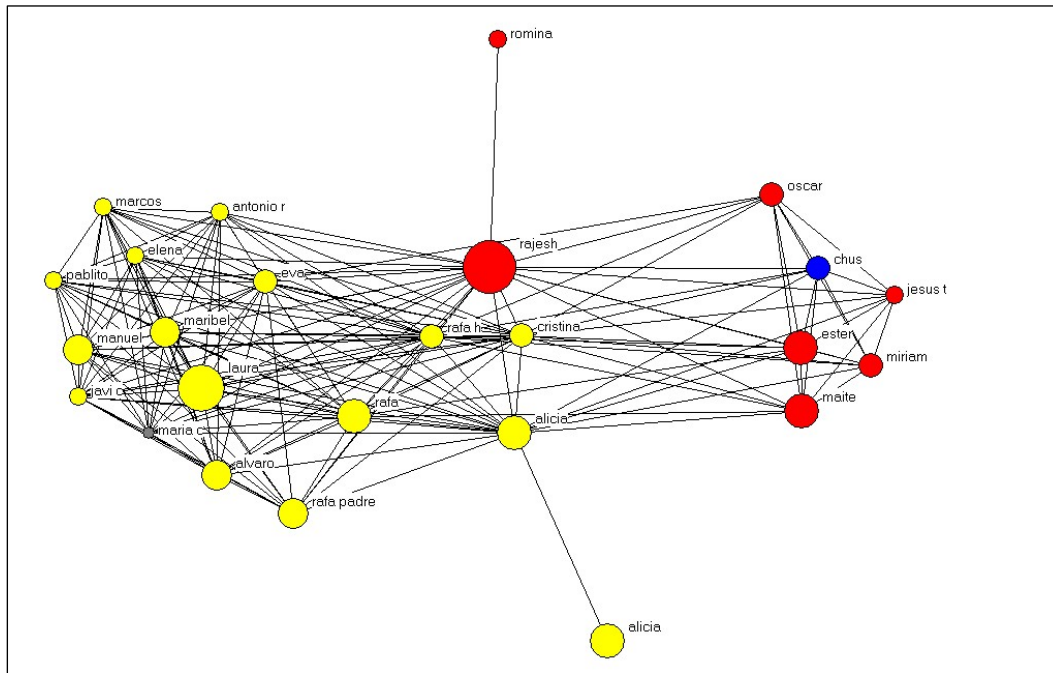 romina
oscar
marcos
antonio r
rajesh
elena
chus
pablito
eva
jesus t
maribel
rafa h
cristina
ester
manuel
laura
miriam
javi c
rafa
alicia
maite
maria c
alvaro
rafa padre
alicia